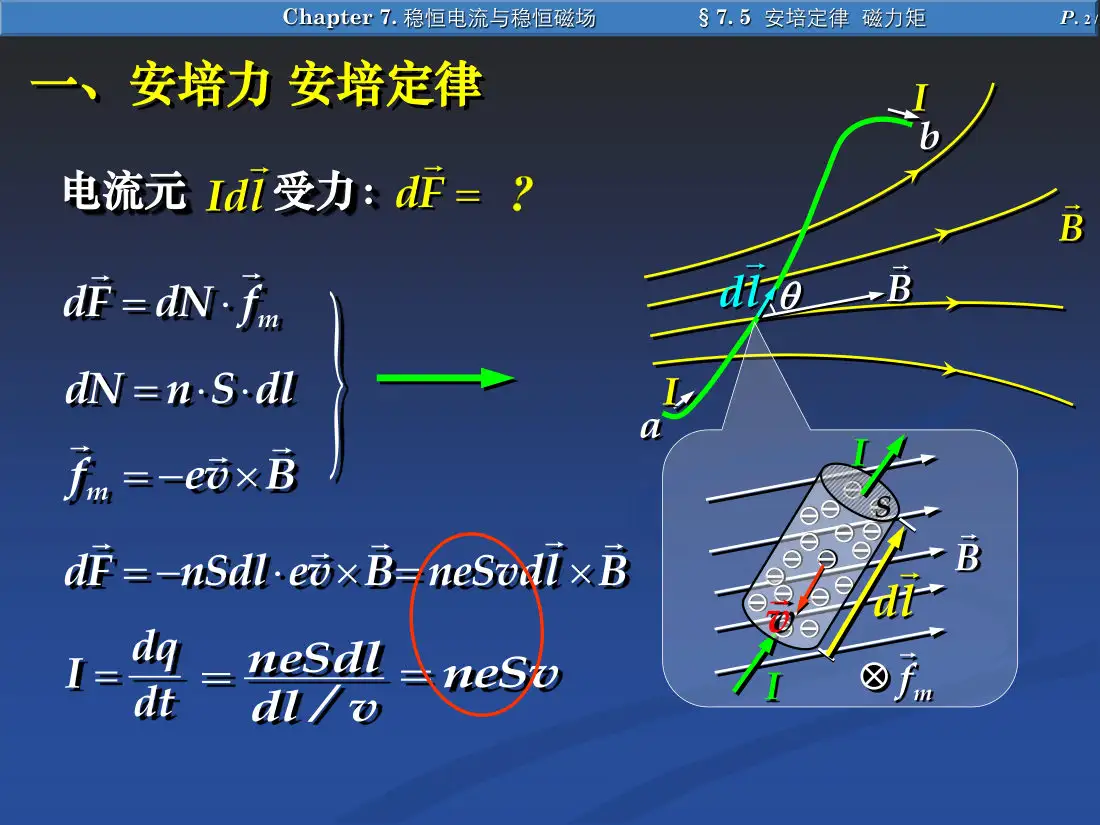 Chapter 7. 稳恒电流与稳恒磁场 §7.5 安培定律 磁力矩 P. 2 /
一、安培力 安培定律
电流元 Idl⃗ 受力: dF⃗ = ?
dF⃗ = dN · f⃗ₘ
dN = n · S · dl
f⃗ₘ = −ev⃗ × B⃗
dF⃗ = −nSdl · ev⃗ × B⃗ = neSvdl⃗ × B⃗
I = dq/dt = neSdl/(dl/v) = neSv
I
b
B⃗
dl⃗ θ B⃗
I
a
I
S
B⃗
dl⃗
v⃗
⊗ f⃗ₘ
I